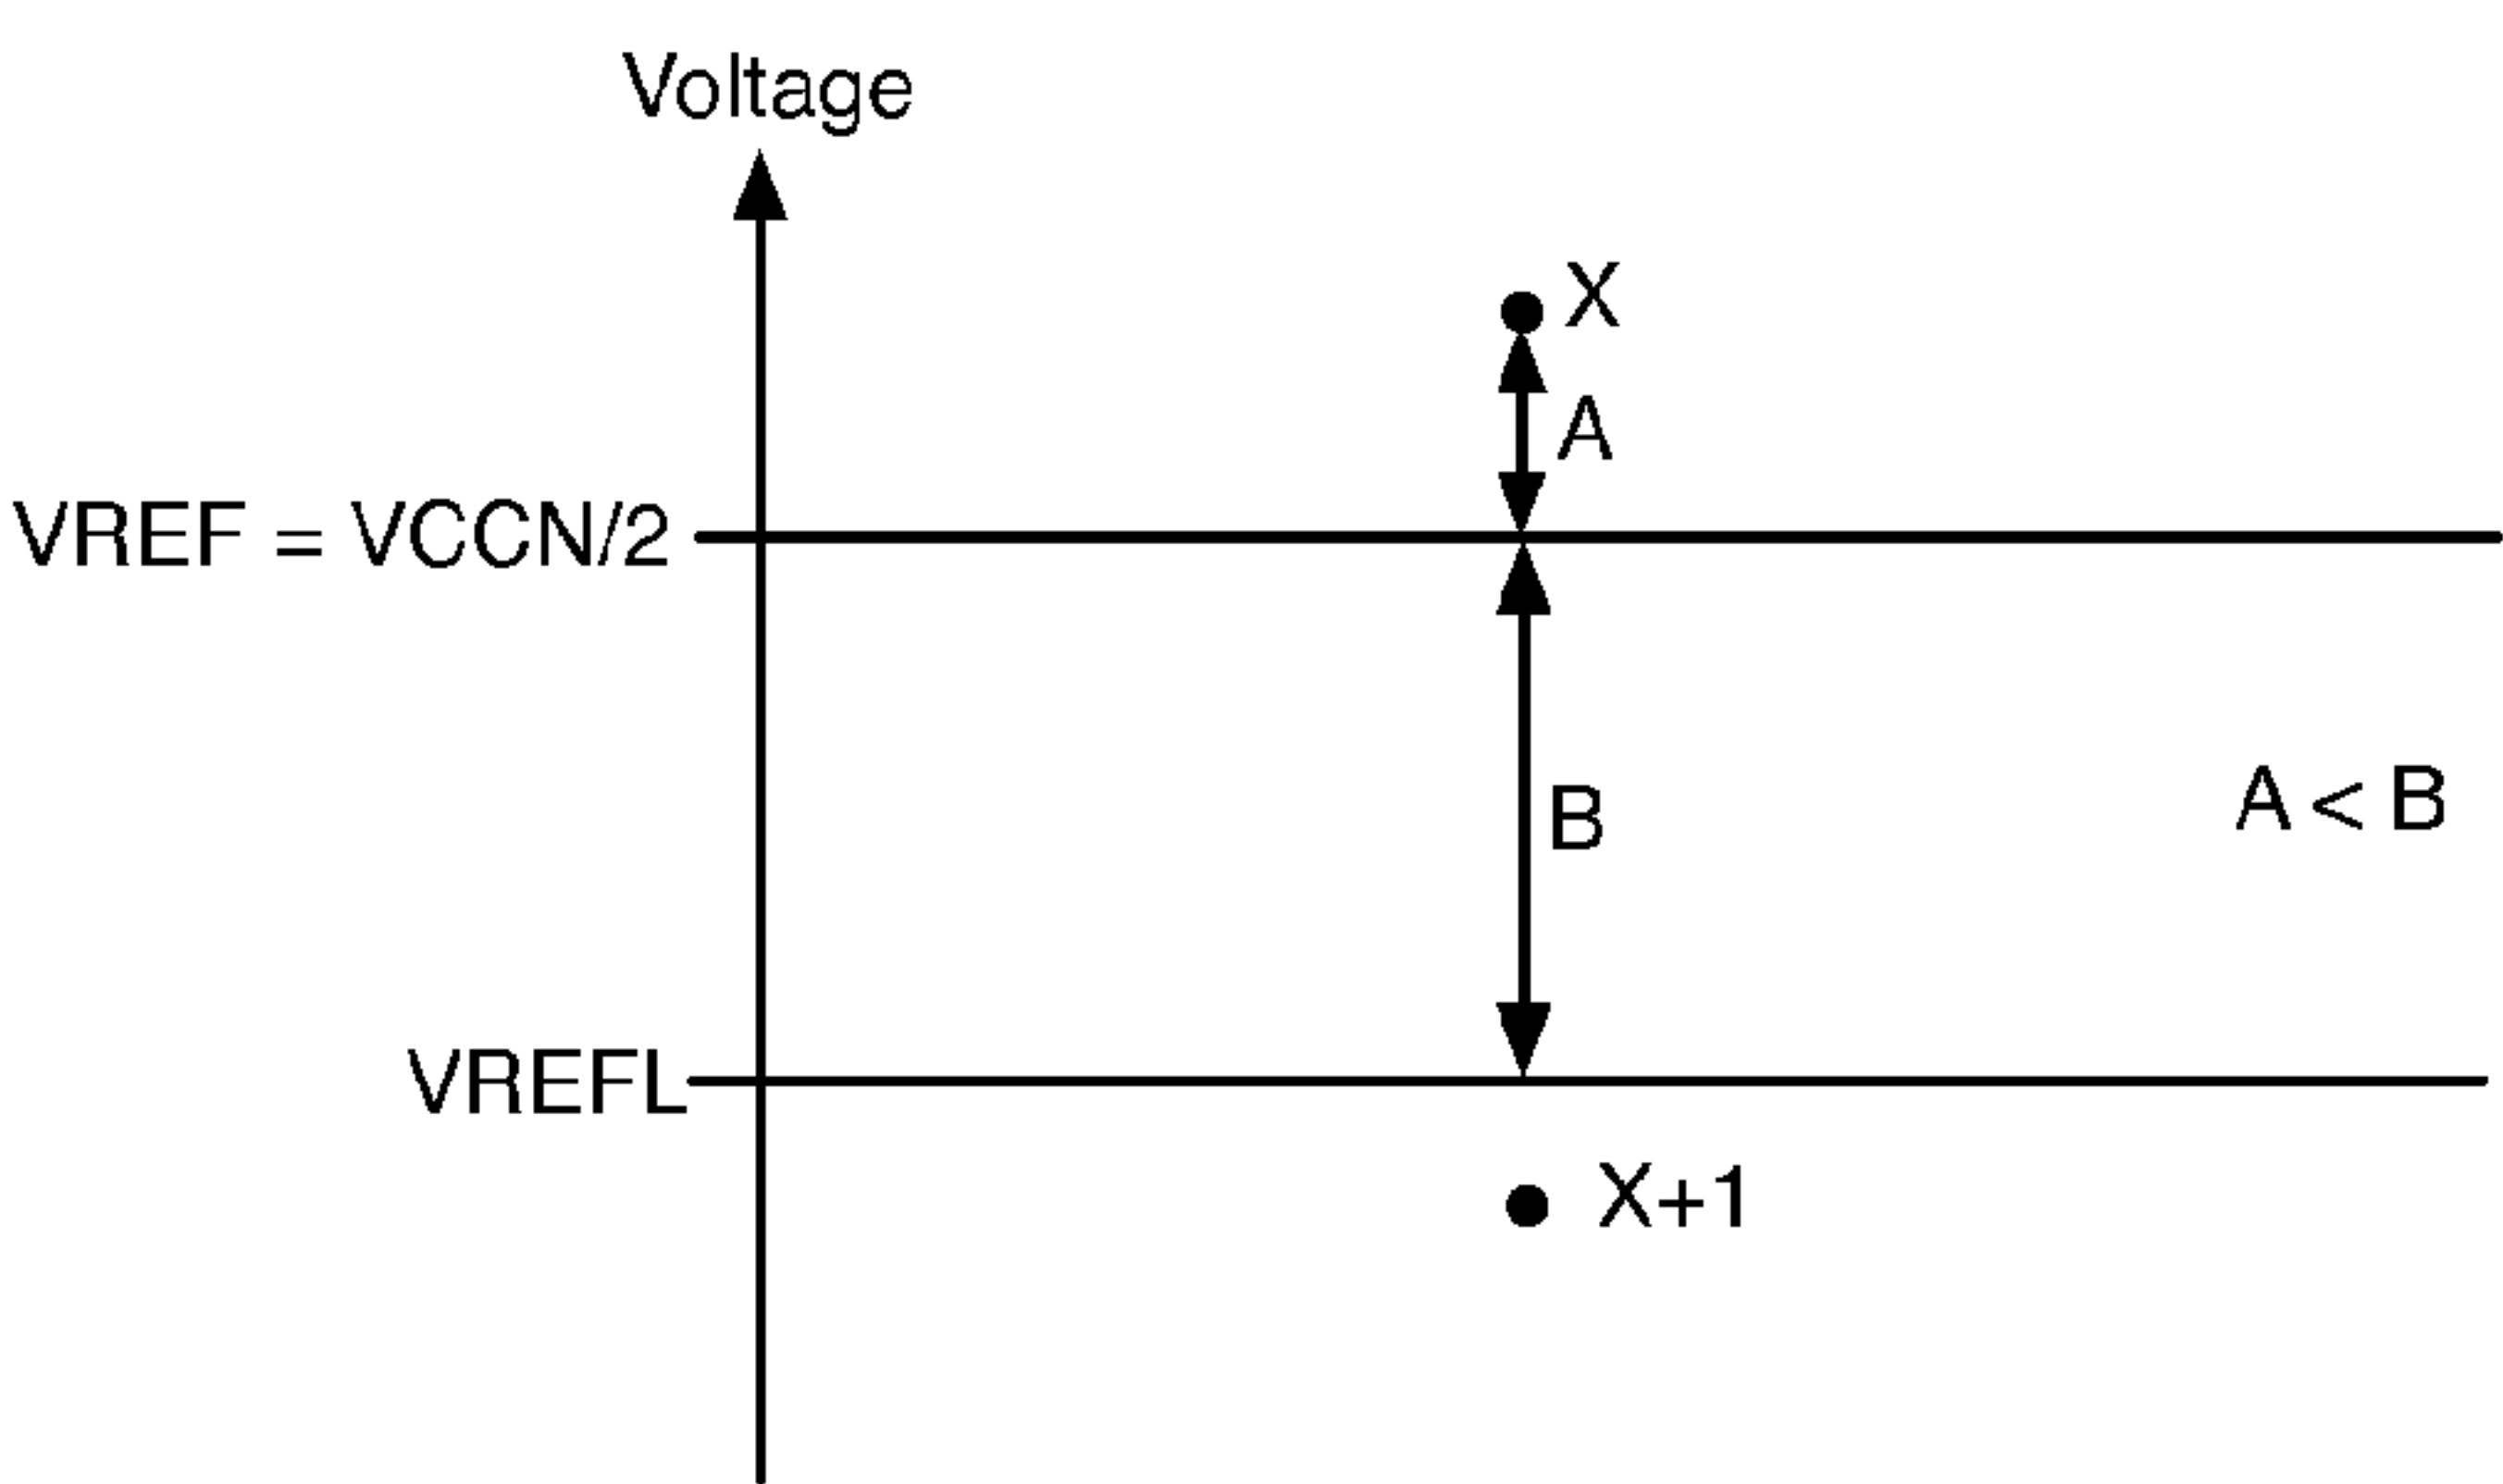 Voltage
X
A
VREF = VCCN/2
B
A < B
VREFL
X+1